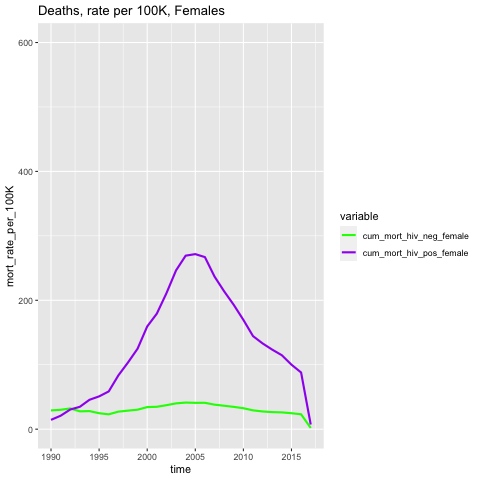 Deaths, rate per 100K, Females
mort_rate_per_100K
600
400
200
0
1990 1995 2000 2005 2010 2015
time
variable
cum_mort_hiv_neg_female
cum_mort_hiv_pos_female